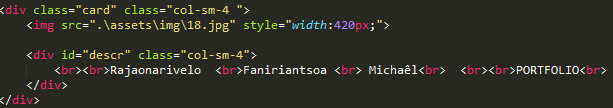 <div class="card" class="col-sm-4 ">
<img src=".\assets\img\18.jpg" style="width:420px;">
<div id="descr" class="col-sm-4">
<br><br>Rajaonarivelo <br>Faniriantsoa <br> Michaêl<br> <br><br>PORTFOLIO<br>
</div>
</div>